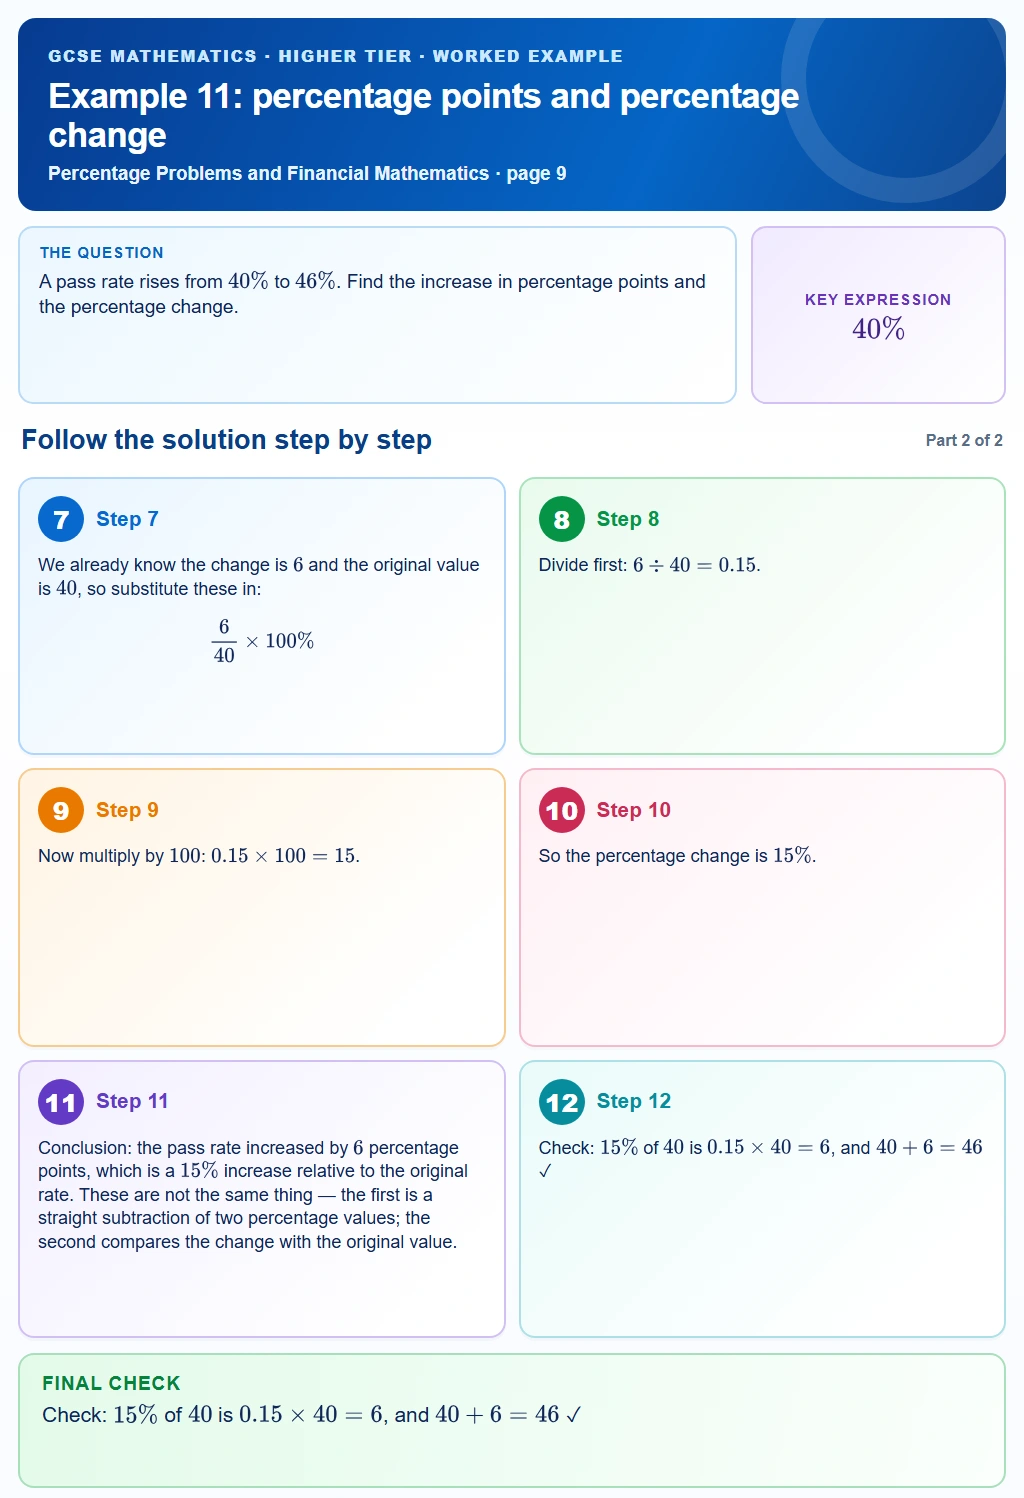 GCSE MATHEMATICS · HIGHER TIER · WORKED EXAMPLE
Example 11: percentage points and percentage
change
Percentage Problems and Financial Mathematics · page 9
THE QUESTION
A pass rate rises from 40% to 46%. Find the increase in percentage points and
the percentage change.
KEY EXPRESSION
40%
Follow the solution step by step
Part 2 of 2
7 Step 7
We already know the change is 6 and the original value
is 40, so substitute these in:
6/40 × 100%
8 Step 8
Divide first: 6 ÷ 40 = 0.15.
9 Step 9
Now multiply by 100: 0.15 × 100 = 15.
10 Step 10
So the percentage change is 15%.
11 Step 11
Conclusion: the pass rate increased by 6 percentage
points, which is a 15% increase relative to the original
rate. These are not the same thing — the first is a
straight subtraction of two percentage values; the
second compares the change with the original value.
12 Step 12
Check: 15% of 40 is 0.15 × 40 = 6, and 40 + 6 = 46
✓
FINAL CHECK
Check: 15% of 40 is 0.15 × 40 = 6, and 40 + 6 = 46 ✓